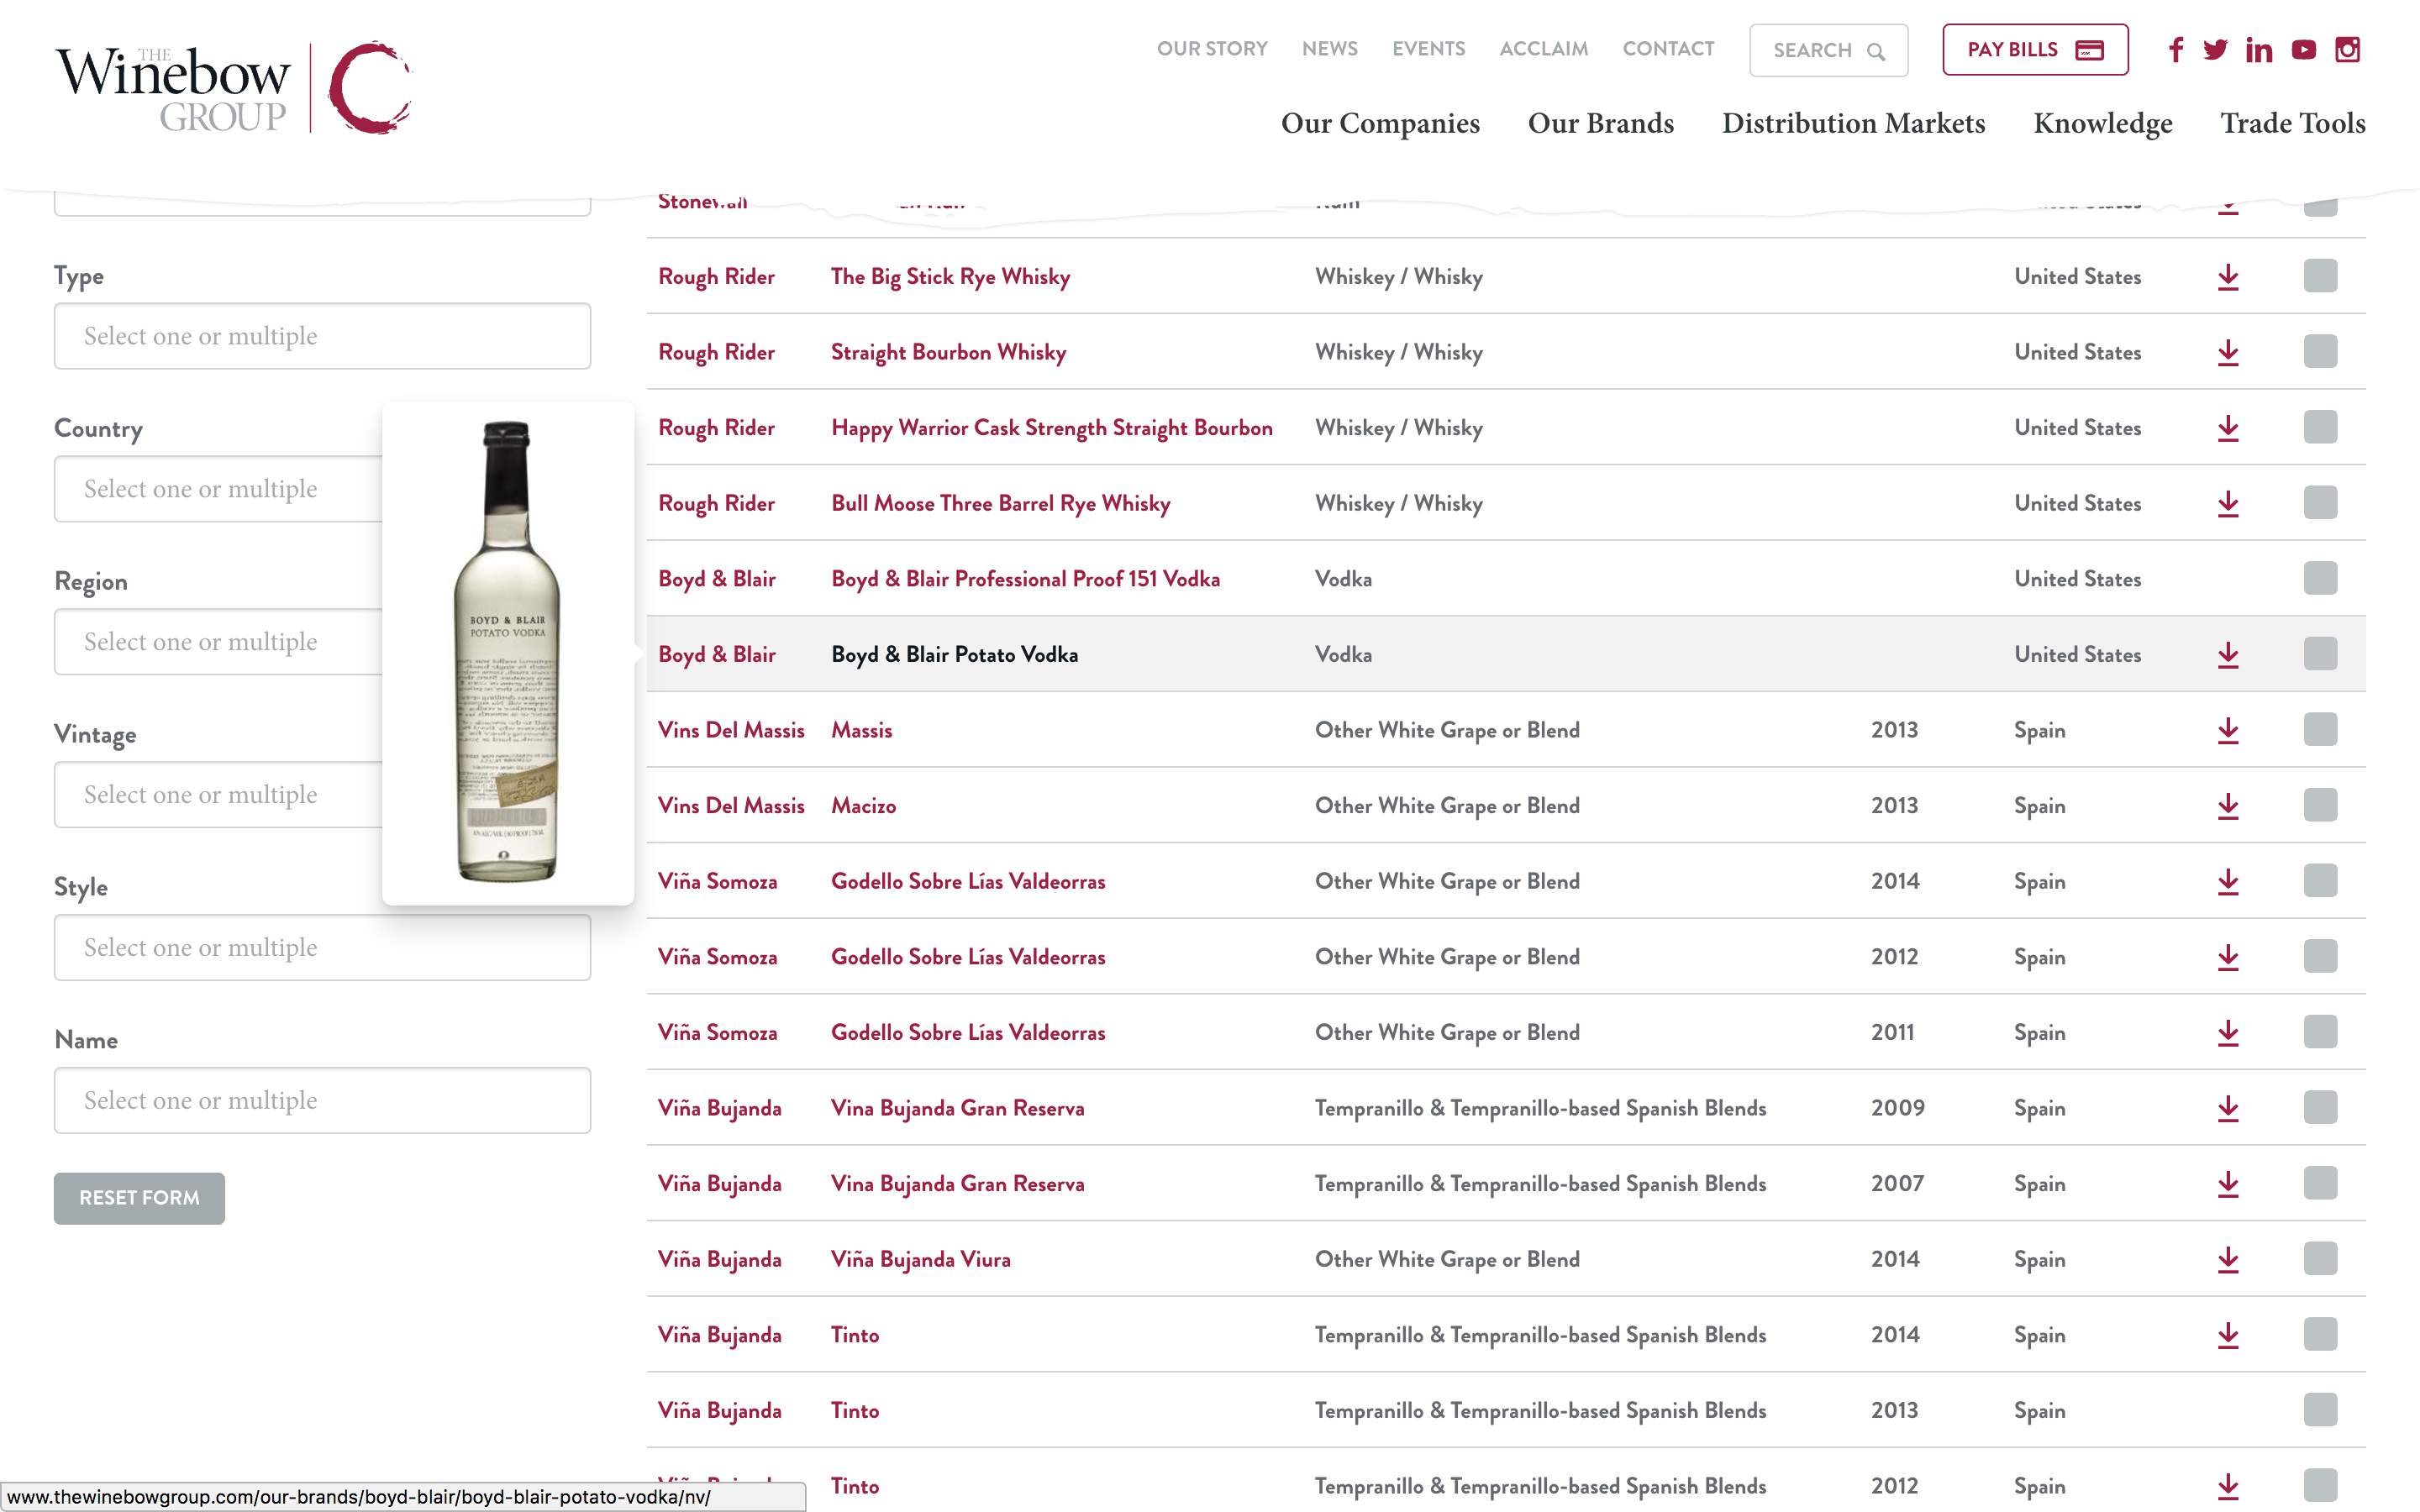 THE
Winebow
GROUP
OUR STORY NEWS EVENTS ACCLAIM CONTACT SEARCH PAY BILLS
Our Companies Our Brands Distribution Markets Knowledge Trade Tools
Type
Select one or multiple
Country
Select one or multiple
Region
Select one or multiple
Vintage
Select one or multiple
Style
Select one or multiple
Name
Select one or multiple
RESET FORM
BOYD & BLAIR
POTATO VODKA
Rough Rider The Big Stick Rye Whisky Whiskey / Whisky United States
Rough Rider Straight Bourbon Whisky Whiskey / Whisky United States
Rough Rider Happy Warrior Cask Strength Straight Bourbon Whiskey / Whisky United States
Rough Rider Bull Moose Three Barrel Rye Whisky Whiskey / Whisky United States
Boyd & Blair Boyd & Blair Professional Proof 151 Vodka Vodka United States
Boyd & Blair Boyd & Blair Potato Vodka Vodka United States
Vins Del Massis Massis Other White Grape or Blend 2013 Spain
Vins Del Massis Macizo Other White Grape or Blend 2013 Spain
Viña Somoza Godello Sobre Lías Valdeorras Other White Grape or Blend 2014 Spain
Viña Somoza Godello Sobre Lías Valdeorras Other White Grape or Blend 2012 Spain
Viña Somoza Godello Sobre Lías Valdeorras Other White Grape or Blend 2011 Spain
Viña Bujanda Vina Bujanda Gran Reserva Tempranillo & Tempranillo-based Spanish Blends 2009 Spain
Viña Bujanda Vina Bujanda Gran Reserva Tempranillo & Tempranillo-based Spanish Blends 2007 Spain
Viña Bujanda Viña Bujanda Viura Other White Grape or Blend 2014 Spain
Viña Bujanda Tinto Tempranillo & Tempranillo-based Spanish Blends 2014 Spain
Viña Bujanda Tinto Tempranillo & Tempranillo-based Spanish Blends 2013 Spain
Tinto Tempranillo & Tempranillo-based Spanish Blends 2012 Spain
www.thewinebowgroup.com/our-brands/boyd-blair/boyd-blair-potato-vodka/nv/